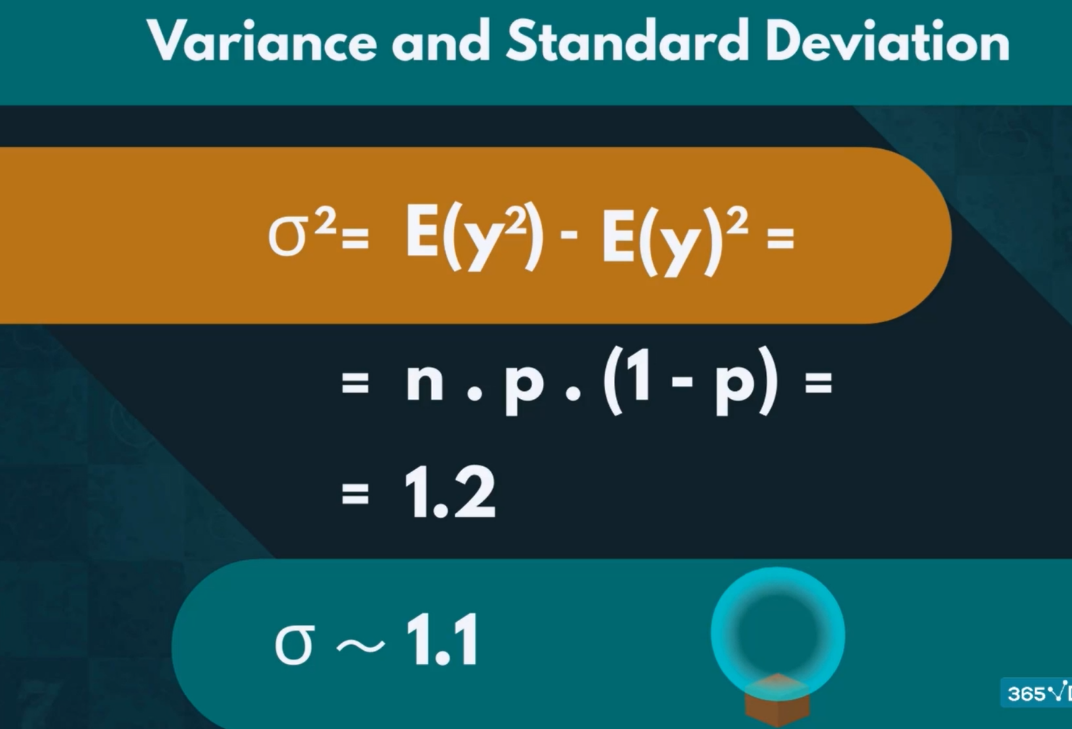 Variance and Standard Deviation
σ²= E(y²) - E(y)² =
= n . p . (1 - p) =
= 1.2
σ ~ 1.1
365